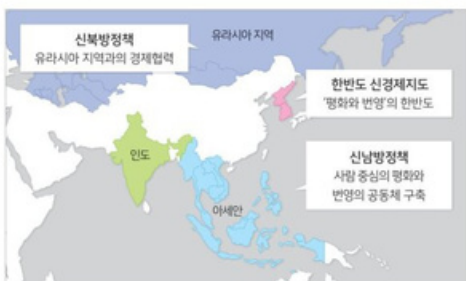 신북방정책
유라시아 지역과의 경제협력
유라시아 지역
한반도 신경제지도
'평화와 번영'의 한반도
인도
아세안
신남방정책
사람 중심의 평화와
번영의 공동체 구축